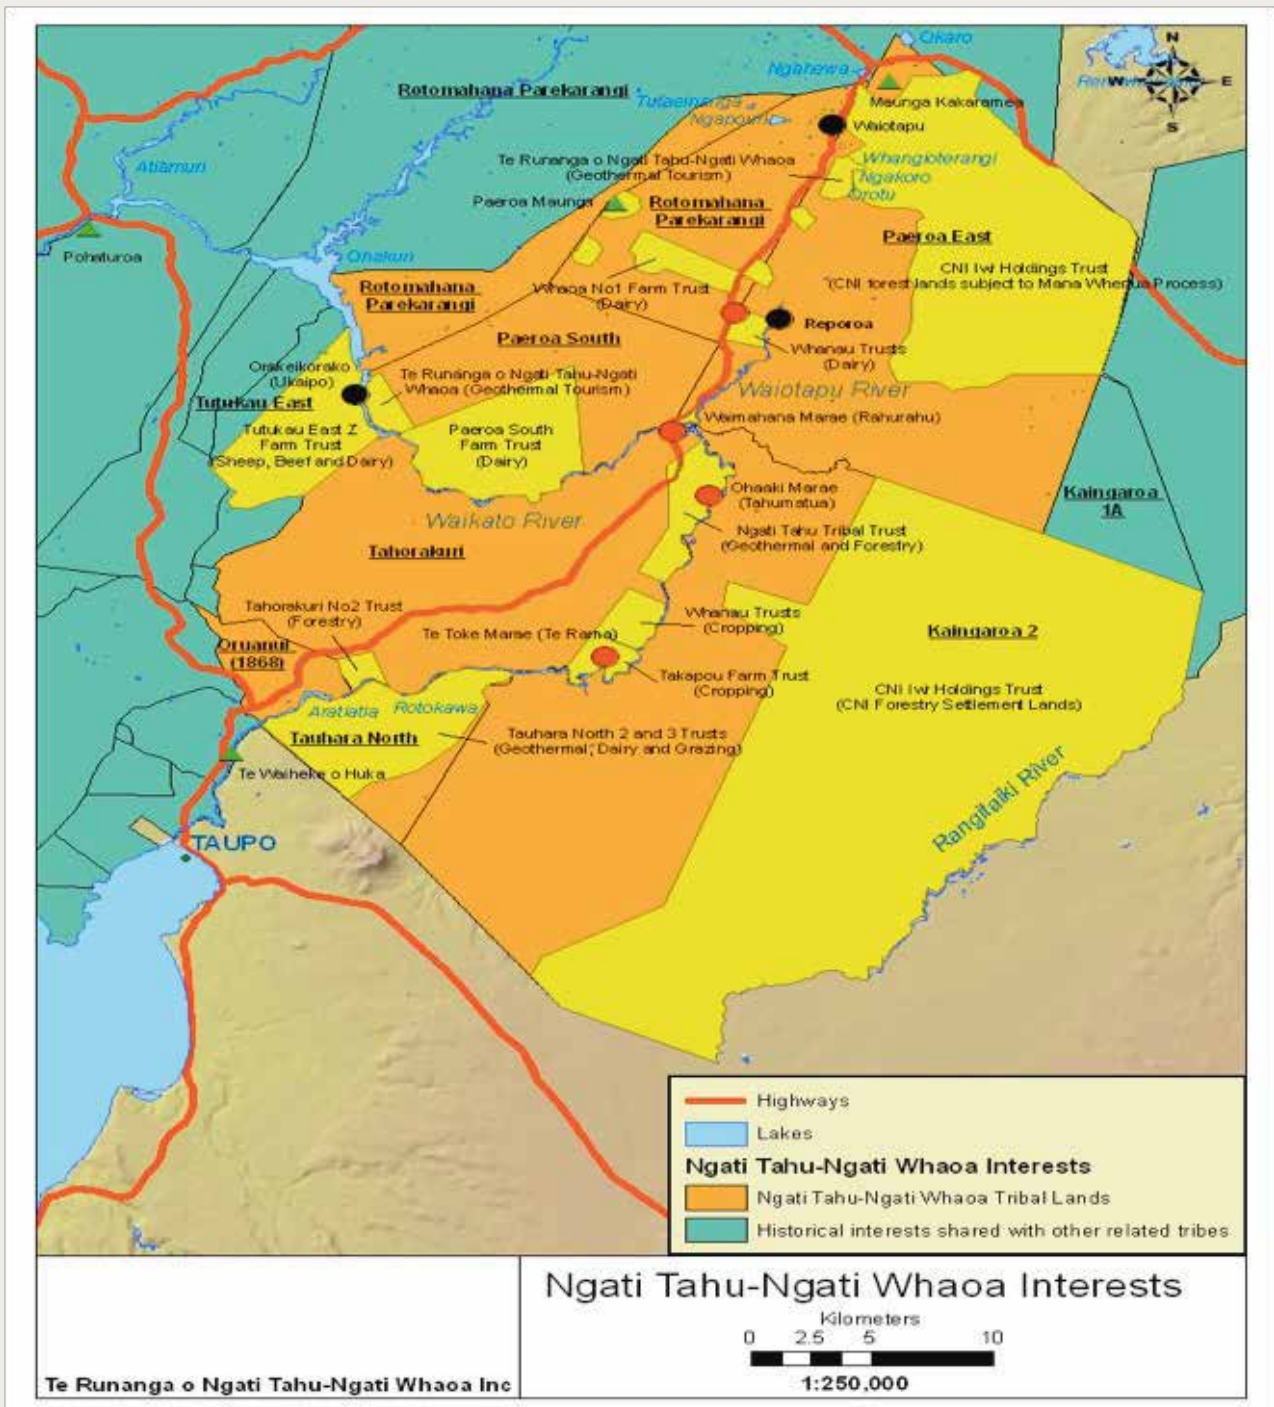 Okaro
N
W
E
S
Ngahewa
Rotomahana Parekarangi
Tutaeinanga
Ngapouri
Maunga Kakaramea
Waiotapu
Atiamuri
Te Runanga o Ngati Tahu-Ngati Whaoa
(Geothermal Tourism)
Whangioterangi
Ngakoro
Orotu
Paeroa Maunga
Rotomahana
Parekarangi
Pohaturoa
Ohakuri
Paeroa East
CNI Iwi Holdings Trust
(CNI forest lands subject to Mana Whenua Process)
Rotomahana
Parekarangi
Whaoa No1 Farm Trust
(Dairy)
Paeroa South
Reporoa
Whanau Trusts
(Dairy)
Orakeikorako
(Ukaipo)
Te Runanga o Ngati Tahu-Ngati
Whaoa (Geothermal Tourism)
Waiotapu River
Tutukau East
Waimahana Marae (Rahurahu)
Tutukau East Z
Farm Trust
(Sheep, Beef and Dairy)
Paeroa South
Farm Trust
(Dairy)
Ohaaki Marae
(Tahumatua)
Kaingaroa
1A
Waikato River
Ngati Tahu Tribal Trust
(Geothermal and Forestry)
Tahorakuri
Tahorakuri No2 Trust
(Forestry)
Whanau Trusts
(Cropping)
Te Toke Marae (Te Rama)
Kaingaroa 2
Oruanui
(1868)
Takapou Farm Trust
(Cropping)
CNI Iwi Holdings Trust
(CNI Forestry Settlement Lands)
Aratiatia
Rotokawa
Tauhara North
Tauhara North 2 and 3 Trusts
(Geothermal, Dairy and Grazing)
Te Waiheke o Huka
Rangitaiki River
TAUPO
Highways
Lakes
Ngati Tahu-Ngati Whaoa Interests
Ngati Tahu-Ngati Whaoa Tribal Lands
Historical interests shared with other related tribes
Ngati Tahu-Ngati Whaoa Interests
Kilometers
0 2.5 5 10
1:250,000
Te Runanga o Ngati Tahu-Ngati Whaoa Inc